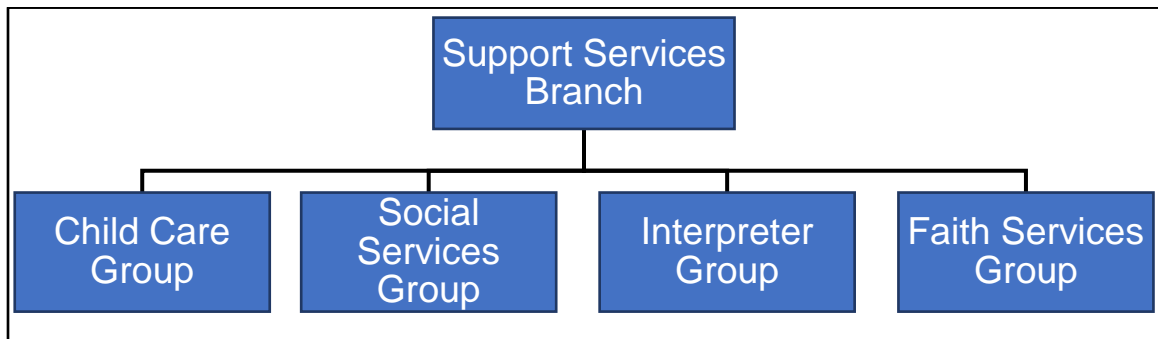 Support Services
Branch
Child Care
Group
Social
Services
Group
Interpreter
Group
Faith Services
Group